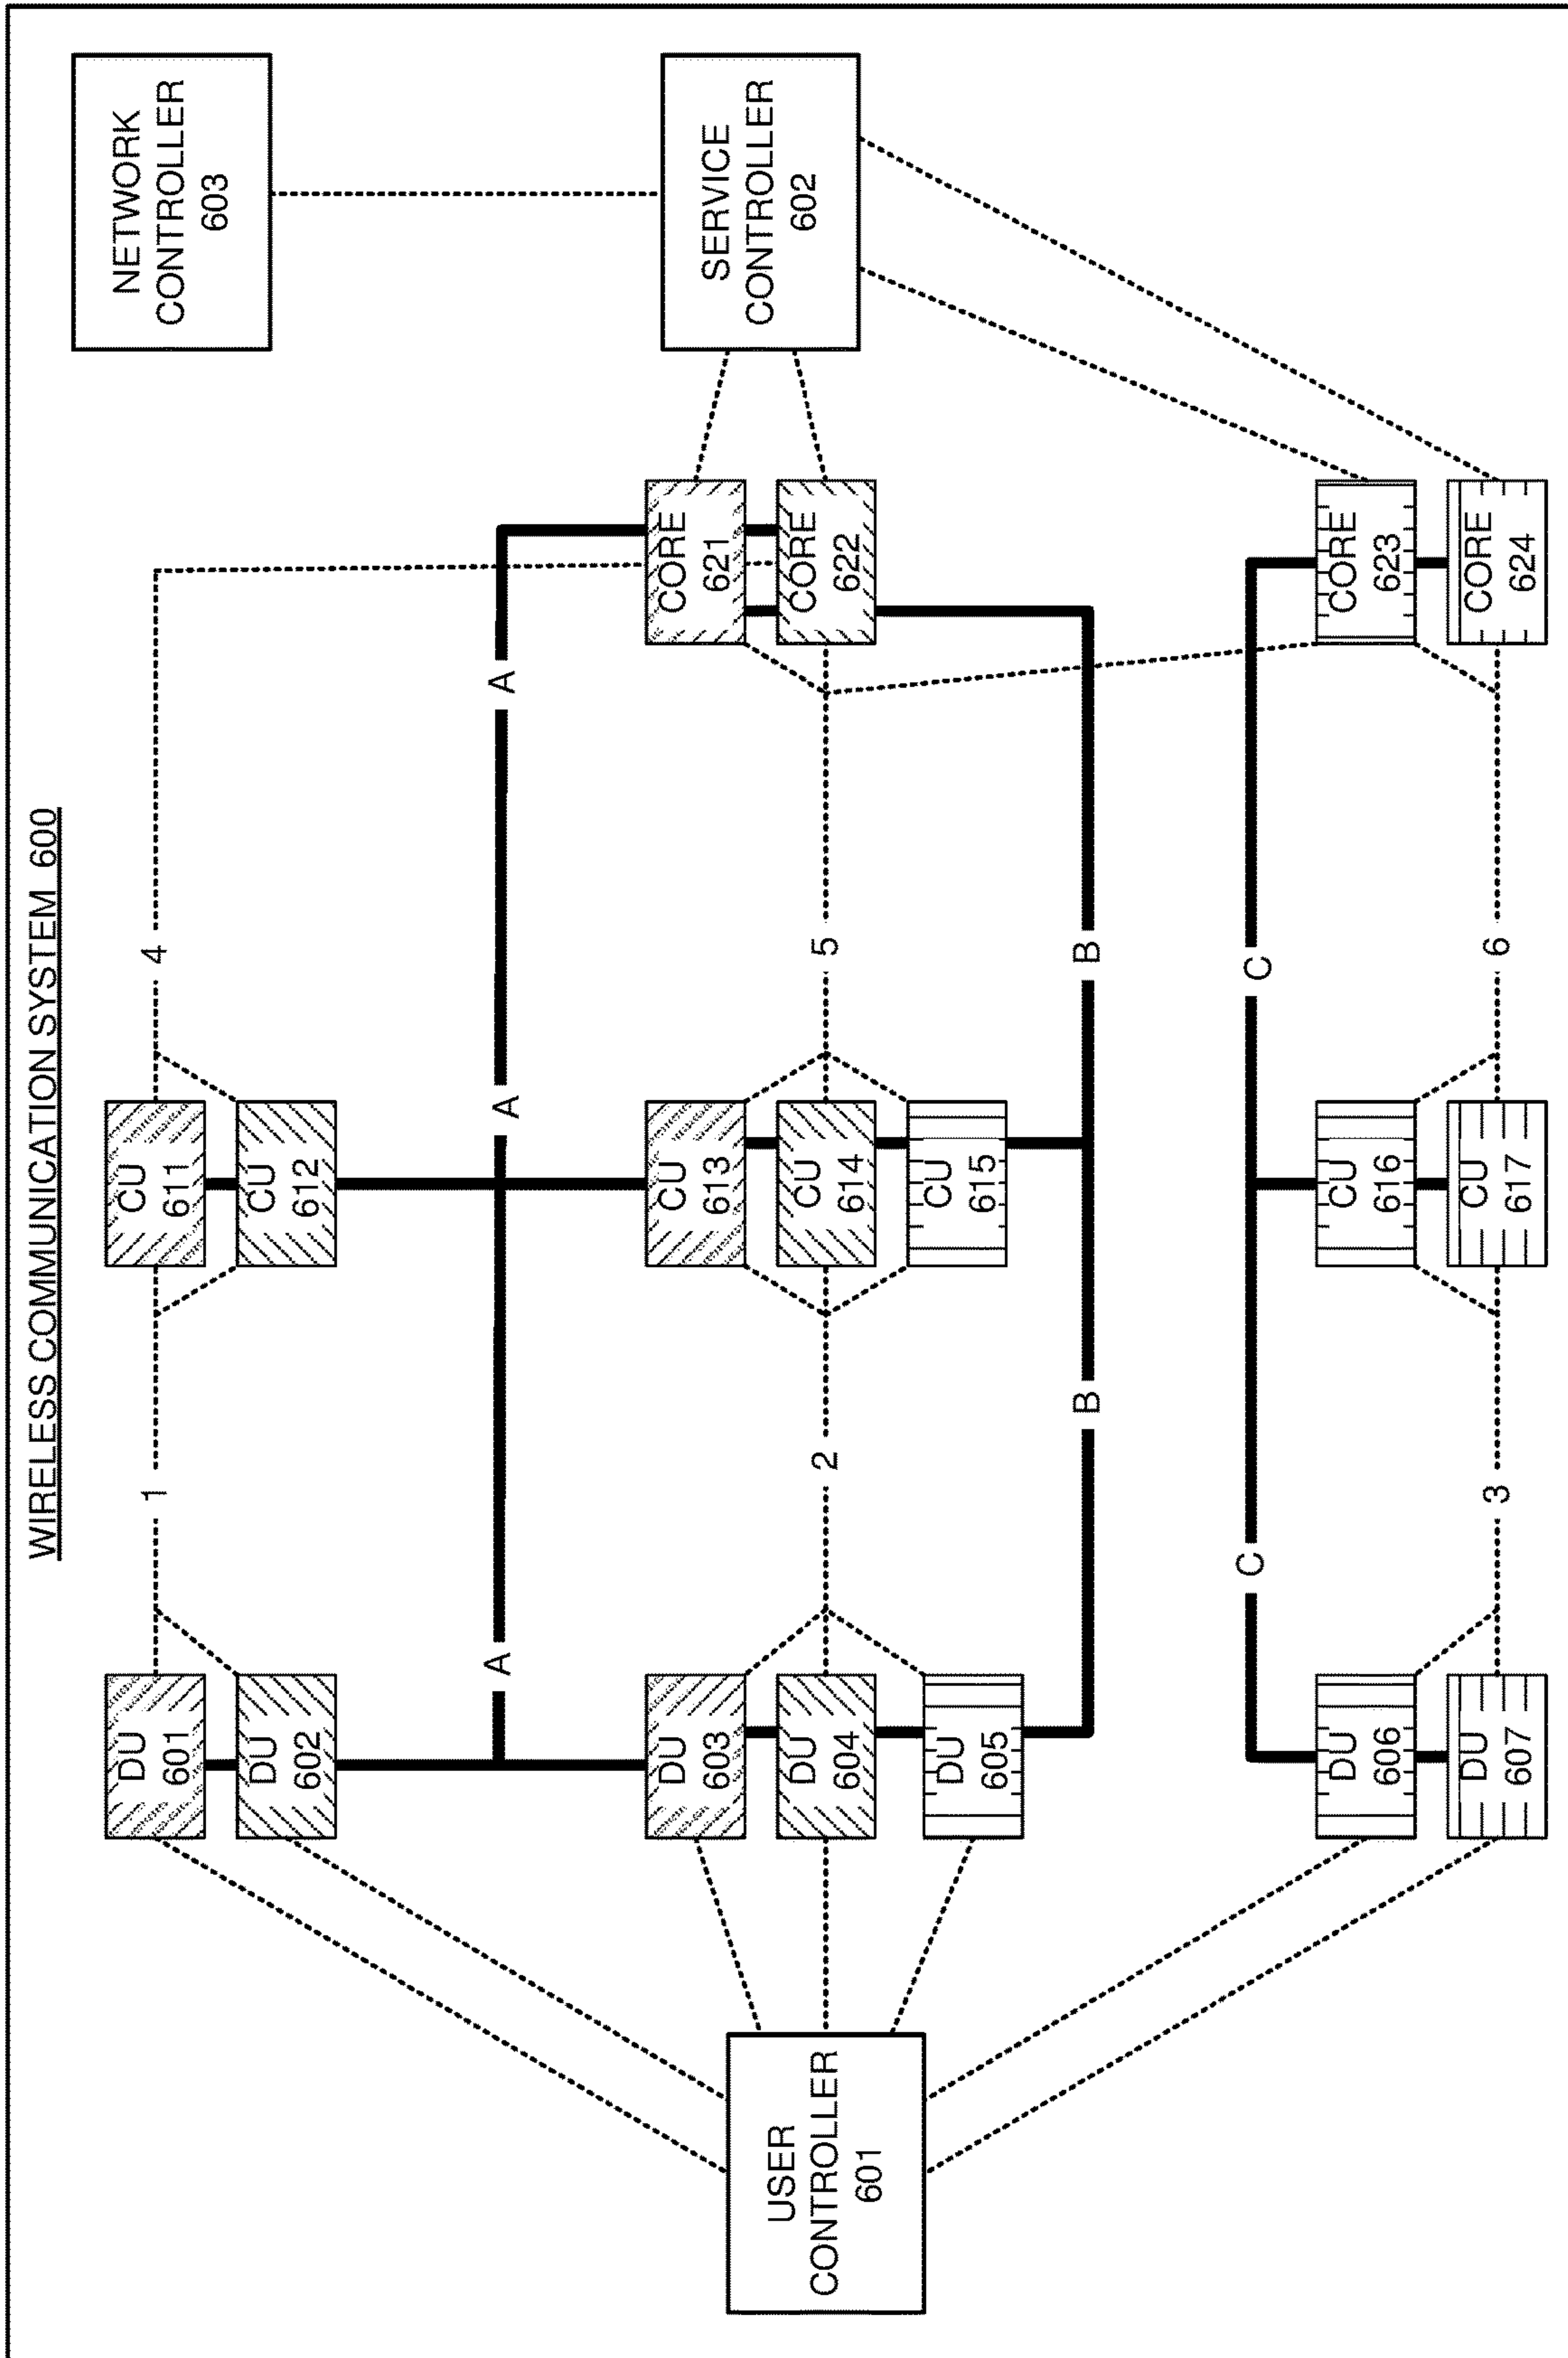 WIRELESS COMMUNICATION SYSTEM 600
NETWORK
CONTROLLER
603
SERVICE
CONTROLLER
602
USER
CONTROLLER
601
DU
601
DU
602
DU
603
DU
604
DU
605
DU
606
DU
607
CU
611
CU
612
CU
613
CU
614
CU
615
CU
616
CU
617
CORE
621
CORE
622
CORE
623
CORE
624
1
4
A
A
A
2
5
B
B
C
C
3
6